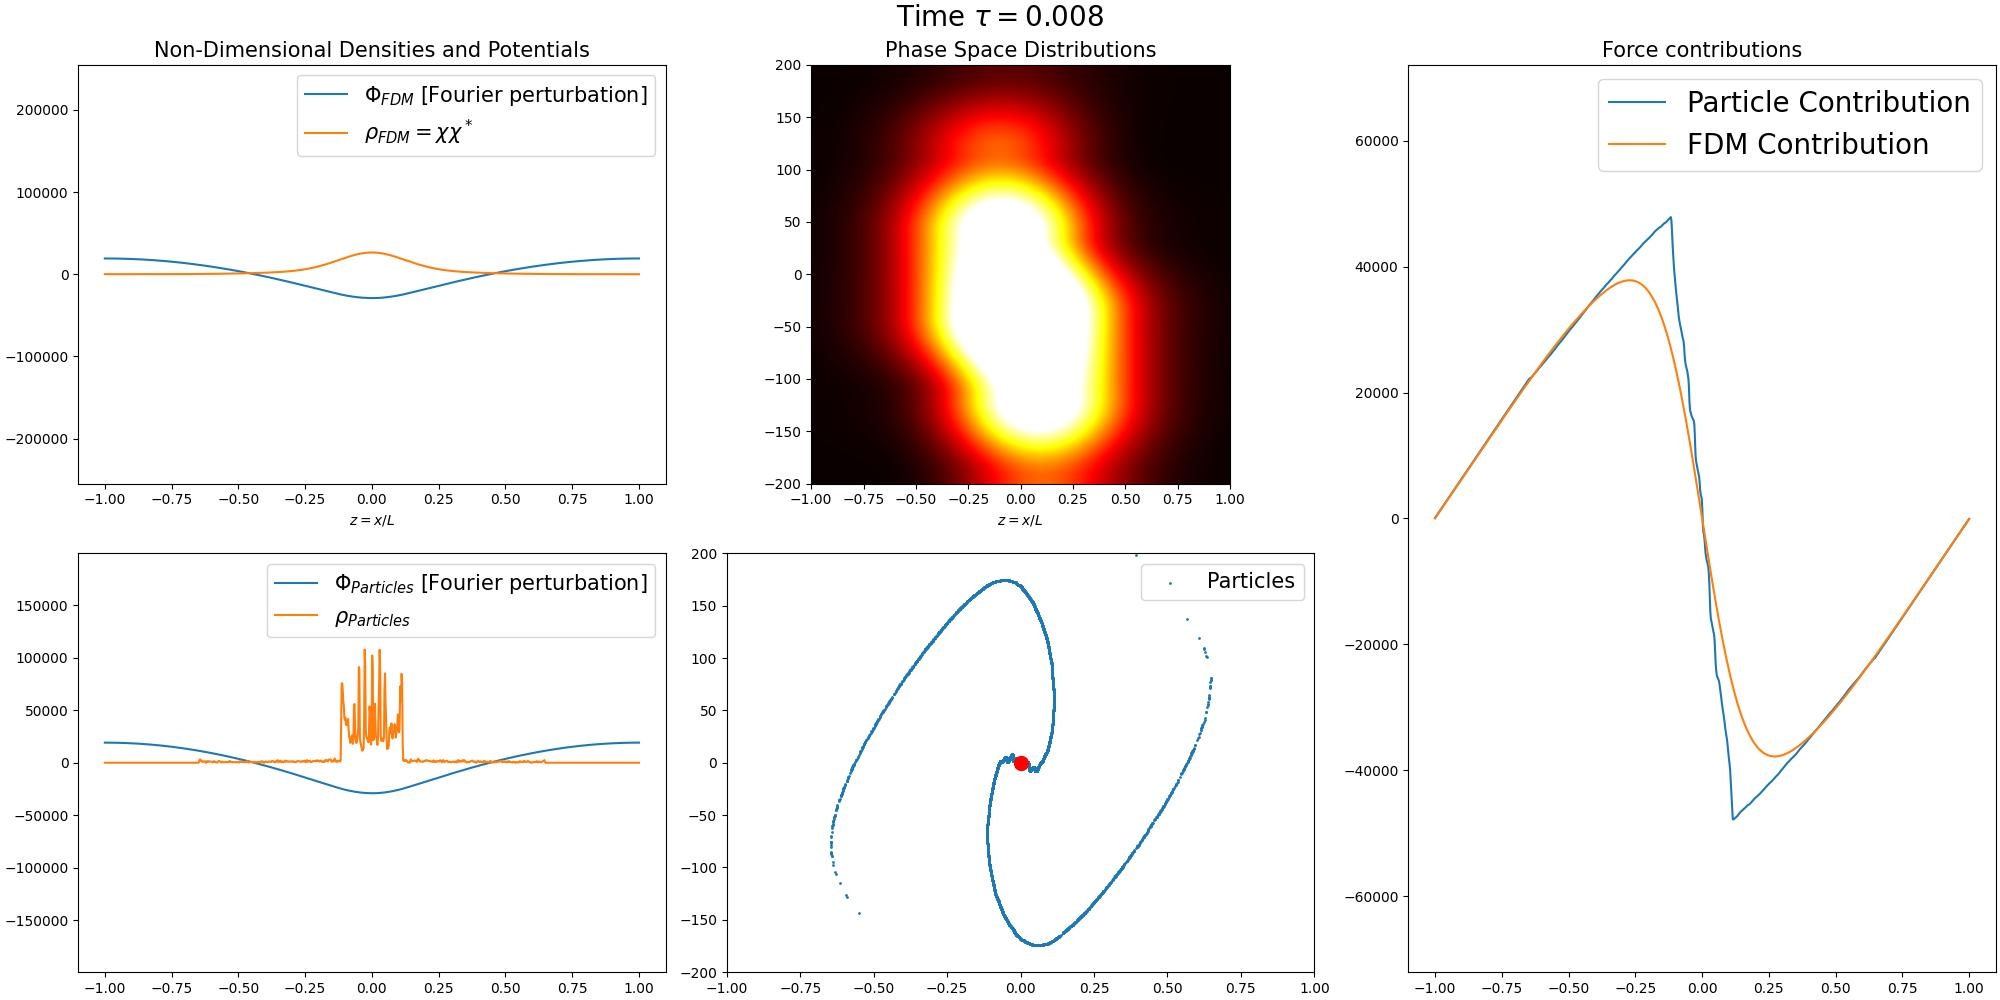 Time τ = 0.008
Non-Dimensional Densities and Potentials
Φ_FDM [Fourier perturbation]
ρ_FDM = χχ*
200000
100000
0
−100000
−200000
−1.00 −0.75 −0.50 −0.25 0.00 0.25 0.50 0.75 1.00
z = x/L
Phase Space Distributions
200
150
100
50
0
−50
−100
−150
−200
−1.00 −0.75 −0.50 −0.25 0.00 0.25 0.50 0.75 1.00
z = x/L
Force contributions
Particle Contribution
FDM Contribution
60000
40000
20000
0
−20000
−40000
−60000
−1.00 −0.75 −0.50 −0.25 0.00 0.25 0.50 0.75 1.00
Φ_Particles [Fourier perturbation]
ρ_Particles
150000
100000
50000
0
−50000
−100000
−150000
−1.00 −0.75 −0.50 −0.25 0.00 0.25 0.50 0.75 1.00
Particles
200
150
100
50
0
−50
−100
−150
−200
−1.00 −0.75 −0.50 −0.25 0.00 0.25 0.50 0.75 1.00